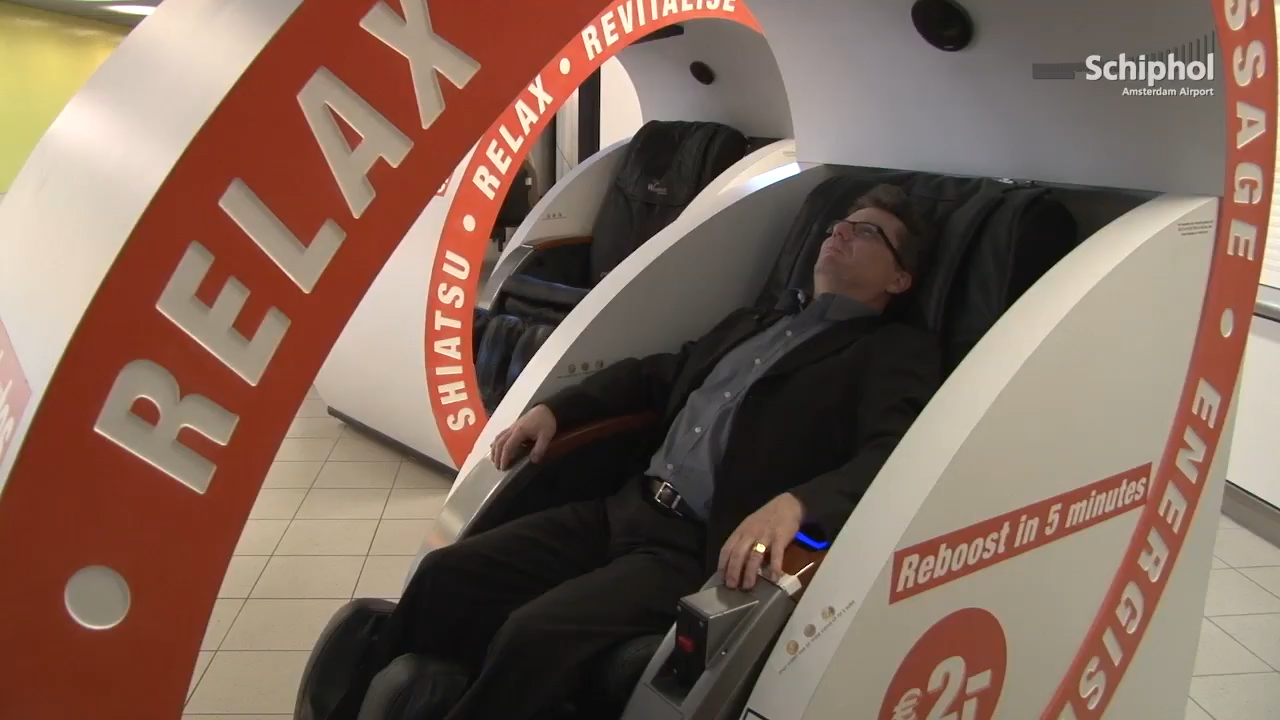 Schiphol
Amsterdam Airport
RELAX
SHIATSU • RELAX • REVITALISE
SSAGE • ENERGIS
Reboost in 5 minutes
€2,-